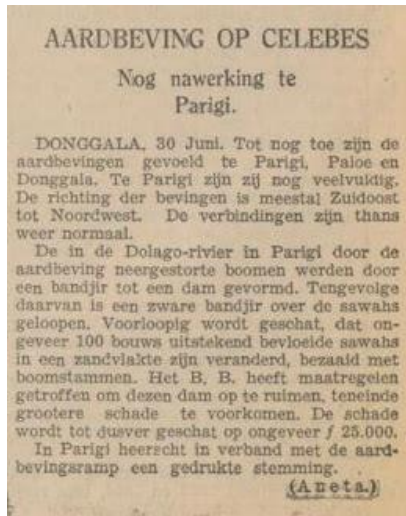 AARDBEVING OP CELEBES
Nog nawerking te
Parigi.
DONGGALA, 30 Juni. Tot nog toe zijn de
aardbevingen gevoeld te Parigi, Paloe en
Donggala. Te Parigi zijn zij nog veelvuldig.
De richting der bevingen is meestal Zuidoost
tot Noordwest. De verbindingen zijn thans
weer normaal.
De in de Dolago-rivier in Parigi door de
aardbeving neergestorte boomen werden door
een bandjir tot een dam gevormd. Tengevolge
daarvan is een zware bandjir over de sawahs
geloopen. Voorloopig wordt geschat, dat on-
geveer 100 bouws uitstekend bevloeide sawahs
in een zandvlakte zijn veranderd, bezaaid met
boomstammen. Het B. B. heeft maatregelen
getroffen om dezen dam op te ruimen, teneinde
grootere schade te voorkomen. De schade
wordt tot dusver geschat op ongeveer f 25.000.
In Parigi heerscht in verband met de aard-
bevingsramp een gedrukte stemming.
(Aneta.)